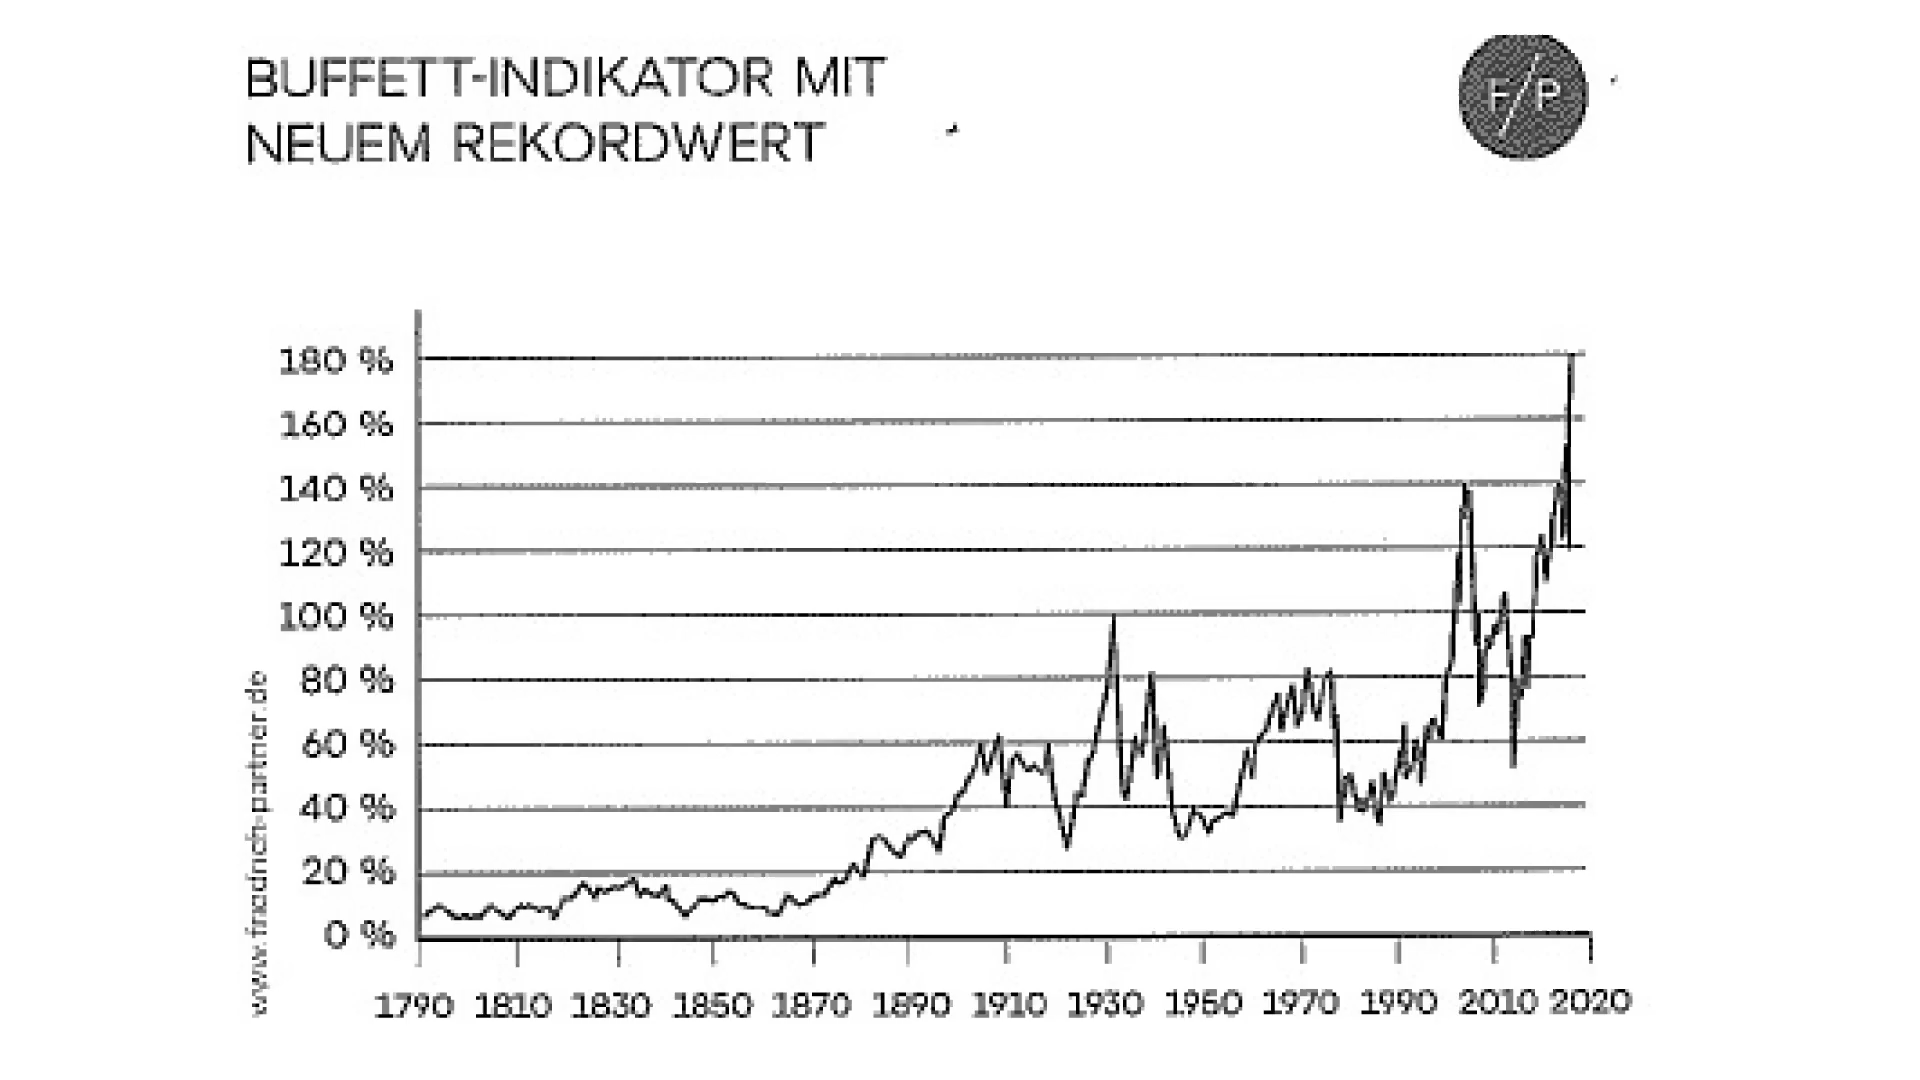 BUFFETT-INDIKATOR MIT
NEUEM REKORDWERT
F/P
180 %
160 %
140 %
120 %
100 %
80 %
60 %
40 %
20 %
0 %
1790 1810 1830 1850 1870 1890 1910 1930 1950 1970 1990 2010 2020
www.friedrich-partner.de